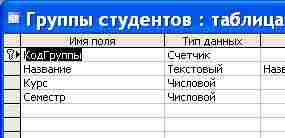 Группы студентов : таблица
Имя поля Тип данных
КодГруппы Счетчик
Название Текстовый Назв
Курс Числовой
Семестр Числовой